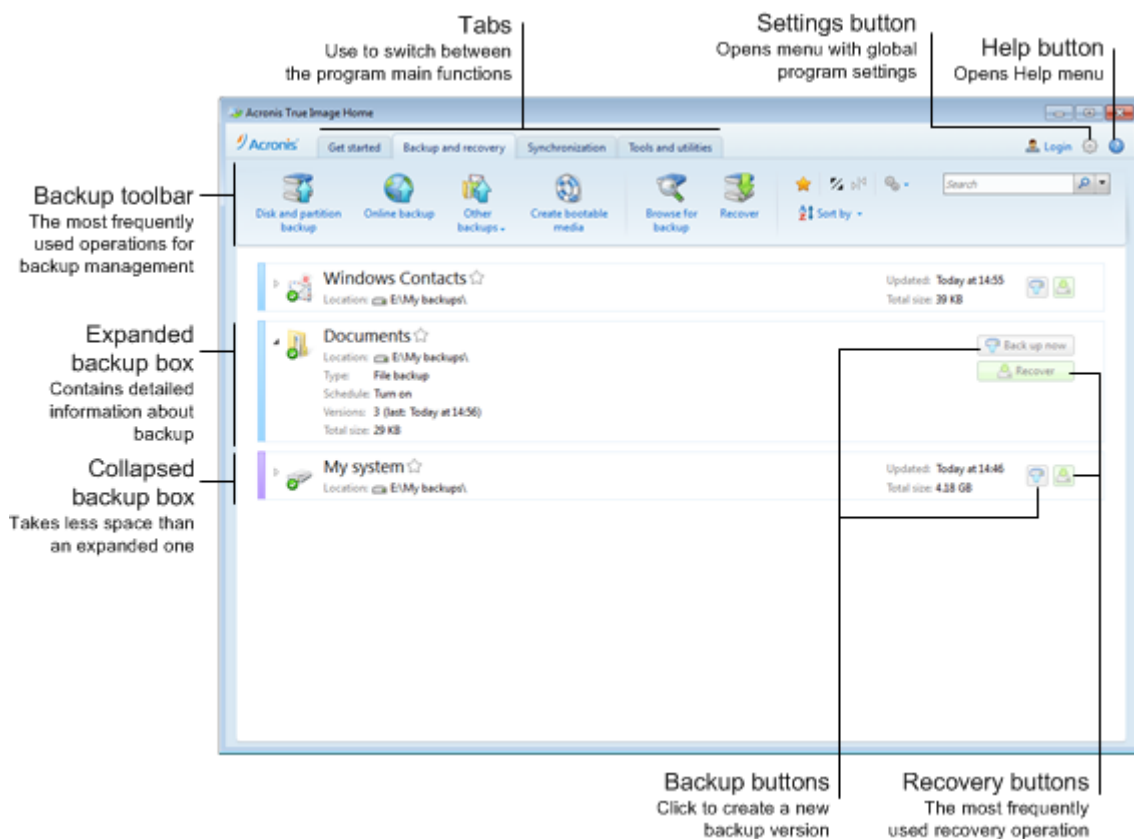 Tabs
Use to switch between
the program main functions
Settings button
Opens menu with global
program settings
Help button
Opens Help menu
Acronis True Image Home
Acronis
Get started
Backup and recovery
Synchronization
Tools and utilities
Login
Backup toolbar
The most frequently
used operations for
backup management
Disk and partition
backup
Online backup
Other
backups
Create bootable
media
Browse for
backup
Recover
Sort by
Search
Windows Contacts
Location: E:\My backups\
Updated: Today at 14:55
Total size: 39 KB
Expanded
backup box
Contains detailed
information about
backup
Documents
Location: E:\My backups\
Type: File backup
Schedule: Turn on
Versions: 3 (last: Today at 14:56)
Total size: 29 KB
Back up now
Recover
Collapsed
backup box
Takes less space than
an expanded one
My system
Location: E:\My backups\
Updated: Today at 14:46
Total size: 4.18 GB
Backup buttons
Click to create a new
backup version
Recovery buttons
The most frequently
used recovery operation